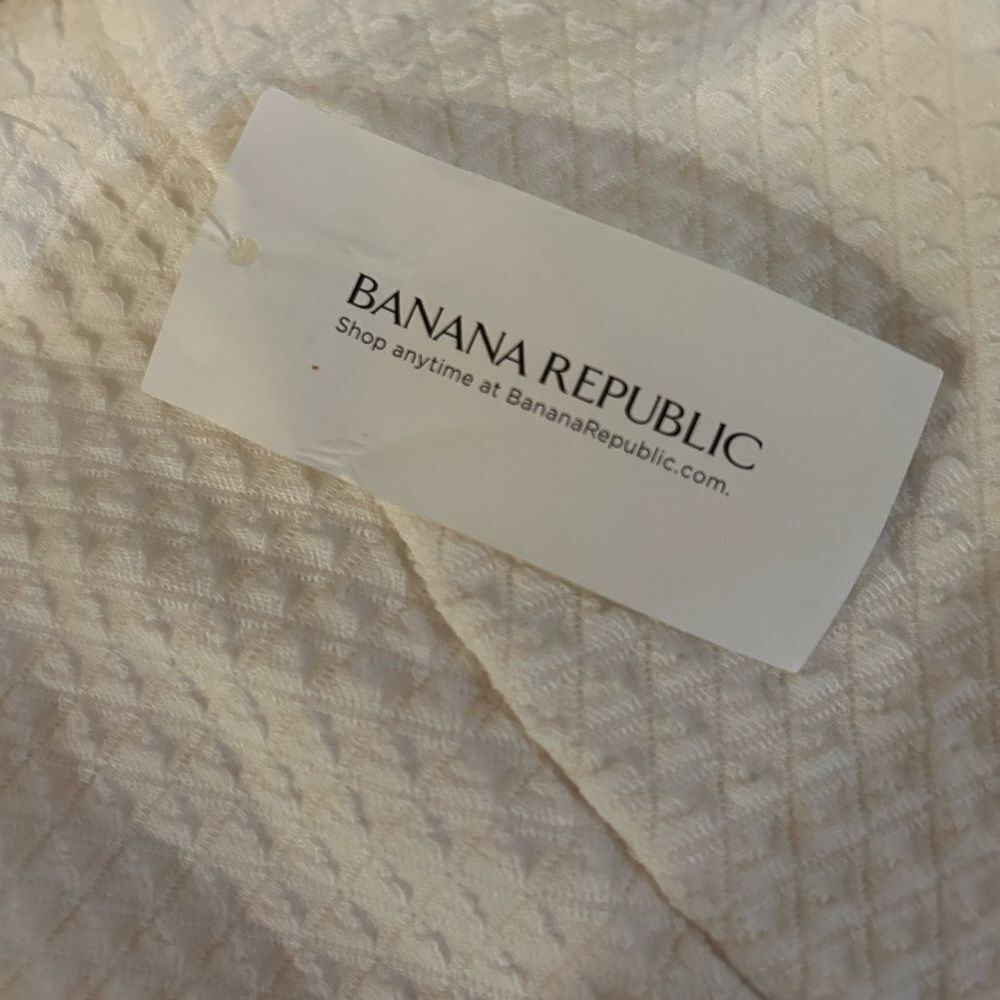 BANANA REPUBLIC
Shop anytime at BananaRepublic.com.